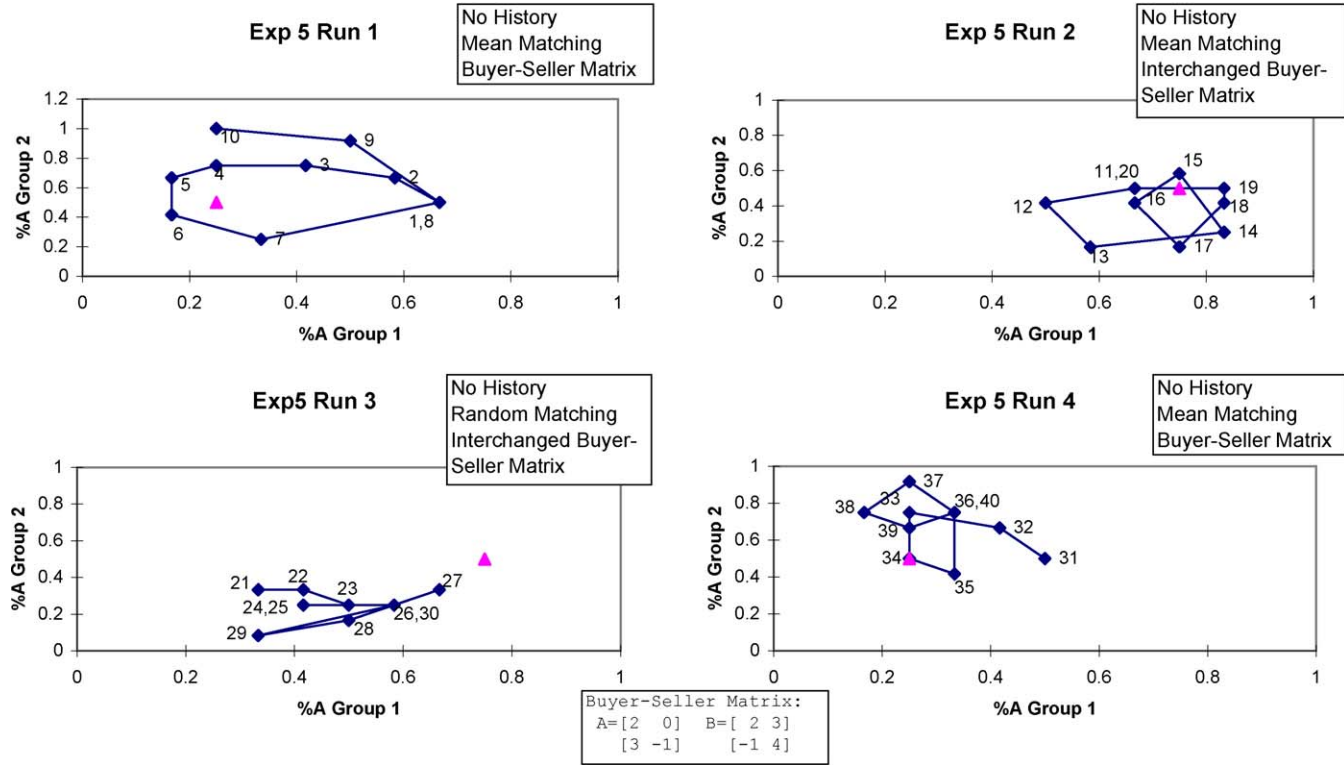 Exp 5 Run 1
No History
Mean Matching
Buyer-Seller Matrix
1.2
1
0.8
0.6
0.4
0.2
0
%A Group 2
10
9
5
4
3
2
6
7
1,8
0
0.2
0.4
0.6
0.8
1
%A Group 1
Exp 5 Run 2
No History
Mean Matching
Interchanged Buyer-
Seller Matrix
1
0.8
0.6
0.4
0.2
0
%A Group 2
15
11,20
19
12
16
18
14
13
17
0
0.2
0.4
0.6
0.8
1
%A Group 1
Exp5 Run 3
No History
Random Matching
Interchanged Buyer-
Seller Matrix
1
0.8
0.6
0.4
0.2
0
%A Group 2
21
22
23
27
24,25
26,30
29
28
0
0.2
0.4
0.6
0.8
1
%A Group 1
Exp 5 Run 4
No History
Mean Matching
Buyer-Seller Matrix
1
0.8
0.6
0.4
0.2
0
%A Group 2
37
38
33
36,40
39
32
34
31
35
0
0.2
0.4
0.6
0.8
1
%A Group 1
Buyer-Seller Matrix:
A=[2 0] B=[ 2 3]
[3 -1] [-1 4]